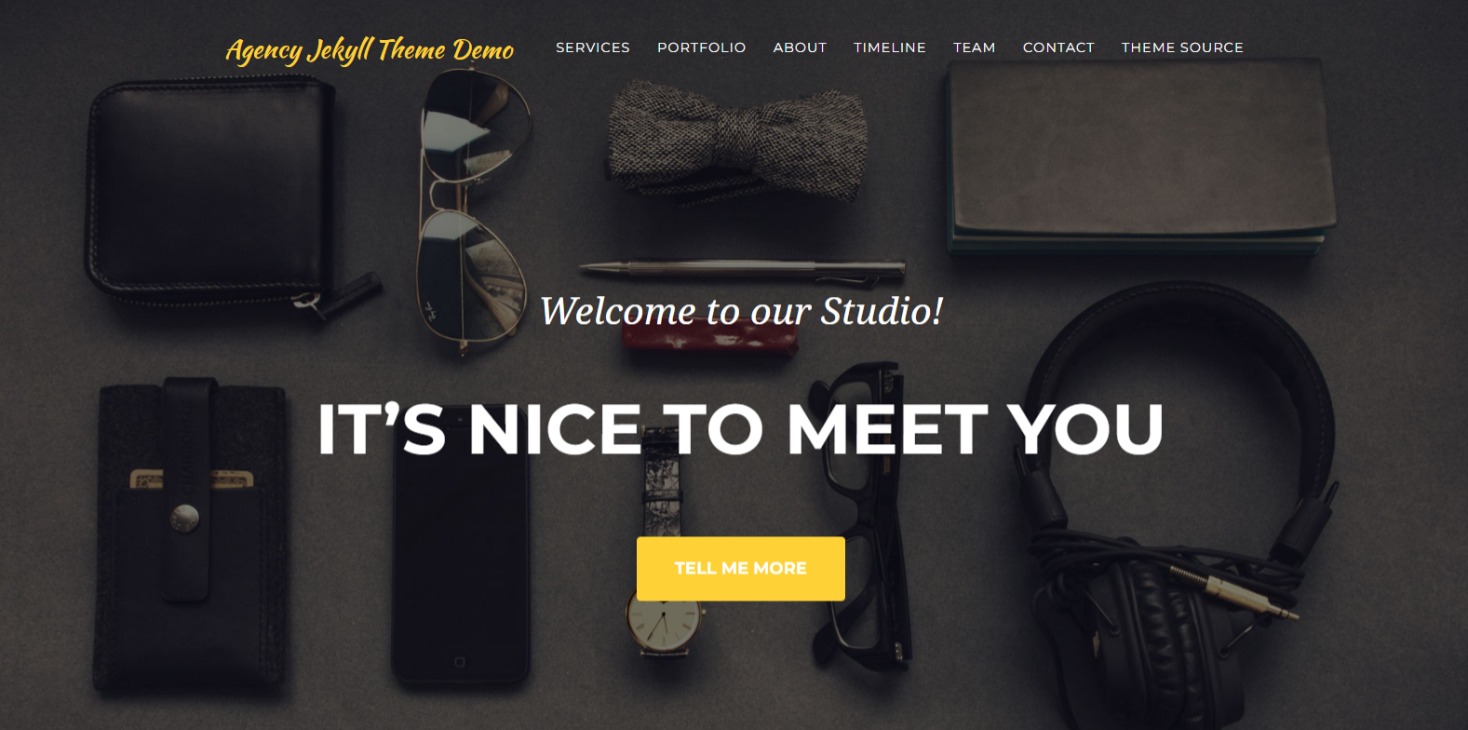 Agency Jekyll Theme Demo SERVICES PORTFOLIO ABOUT TIMELINE TEAM CONTACT THEME SOURCE
Welcome to our Studio!
IT’S NICE TO MEET YOU
TELL ME MORE